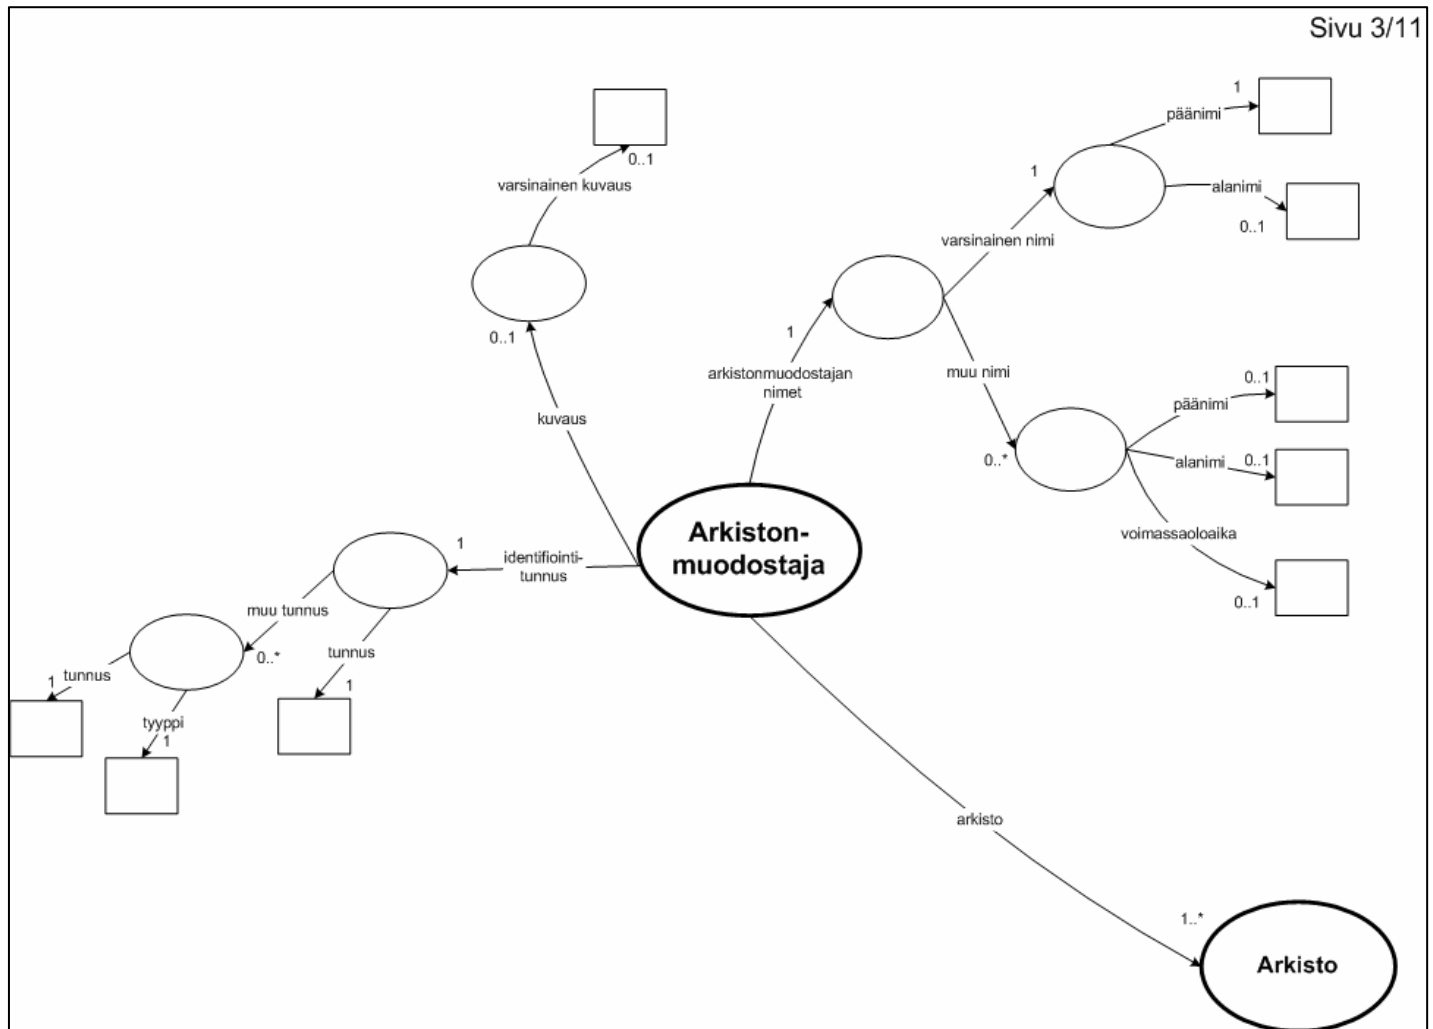 Sivu 3/11
1
päänimi
0..1
varsinainen kuvaus
1
alanimi
0..1
varsinainen nimi
0..1
1
arkistonmuodostajan
nimet
muu nimi
0..1
päänimi
kuvaus
0..*
alanimi
0..1
voimassaoloaika
0..1
Arkiston-
muodostaja
1
identifiointi-
tunnus
muu tunnus
0..*
tunnus
1
1
tunnus
tyyppi
1
arkisto
1..*
Arkisto